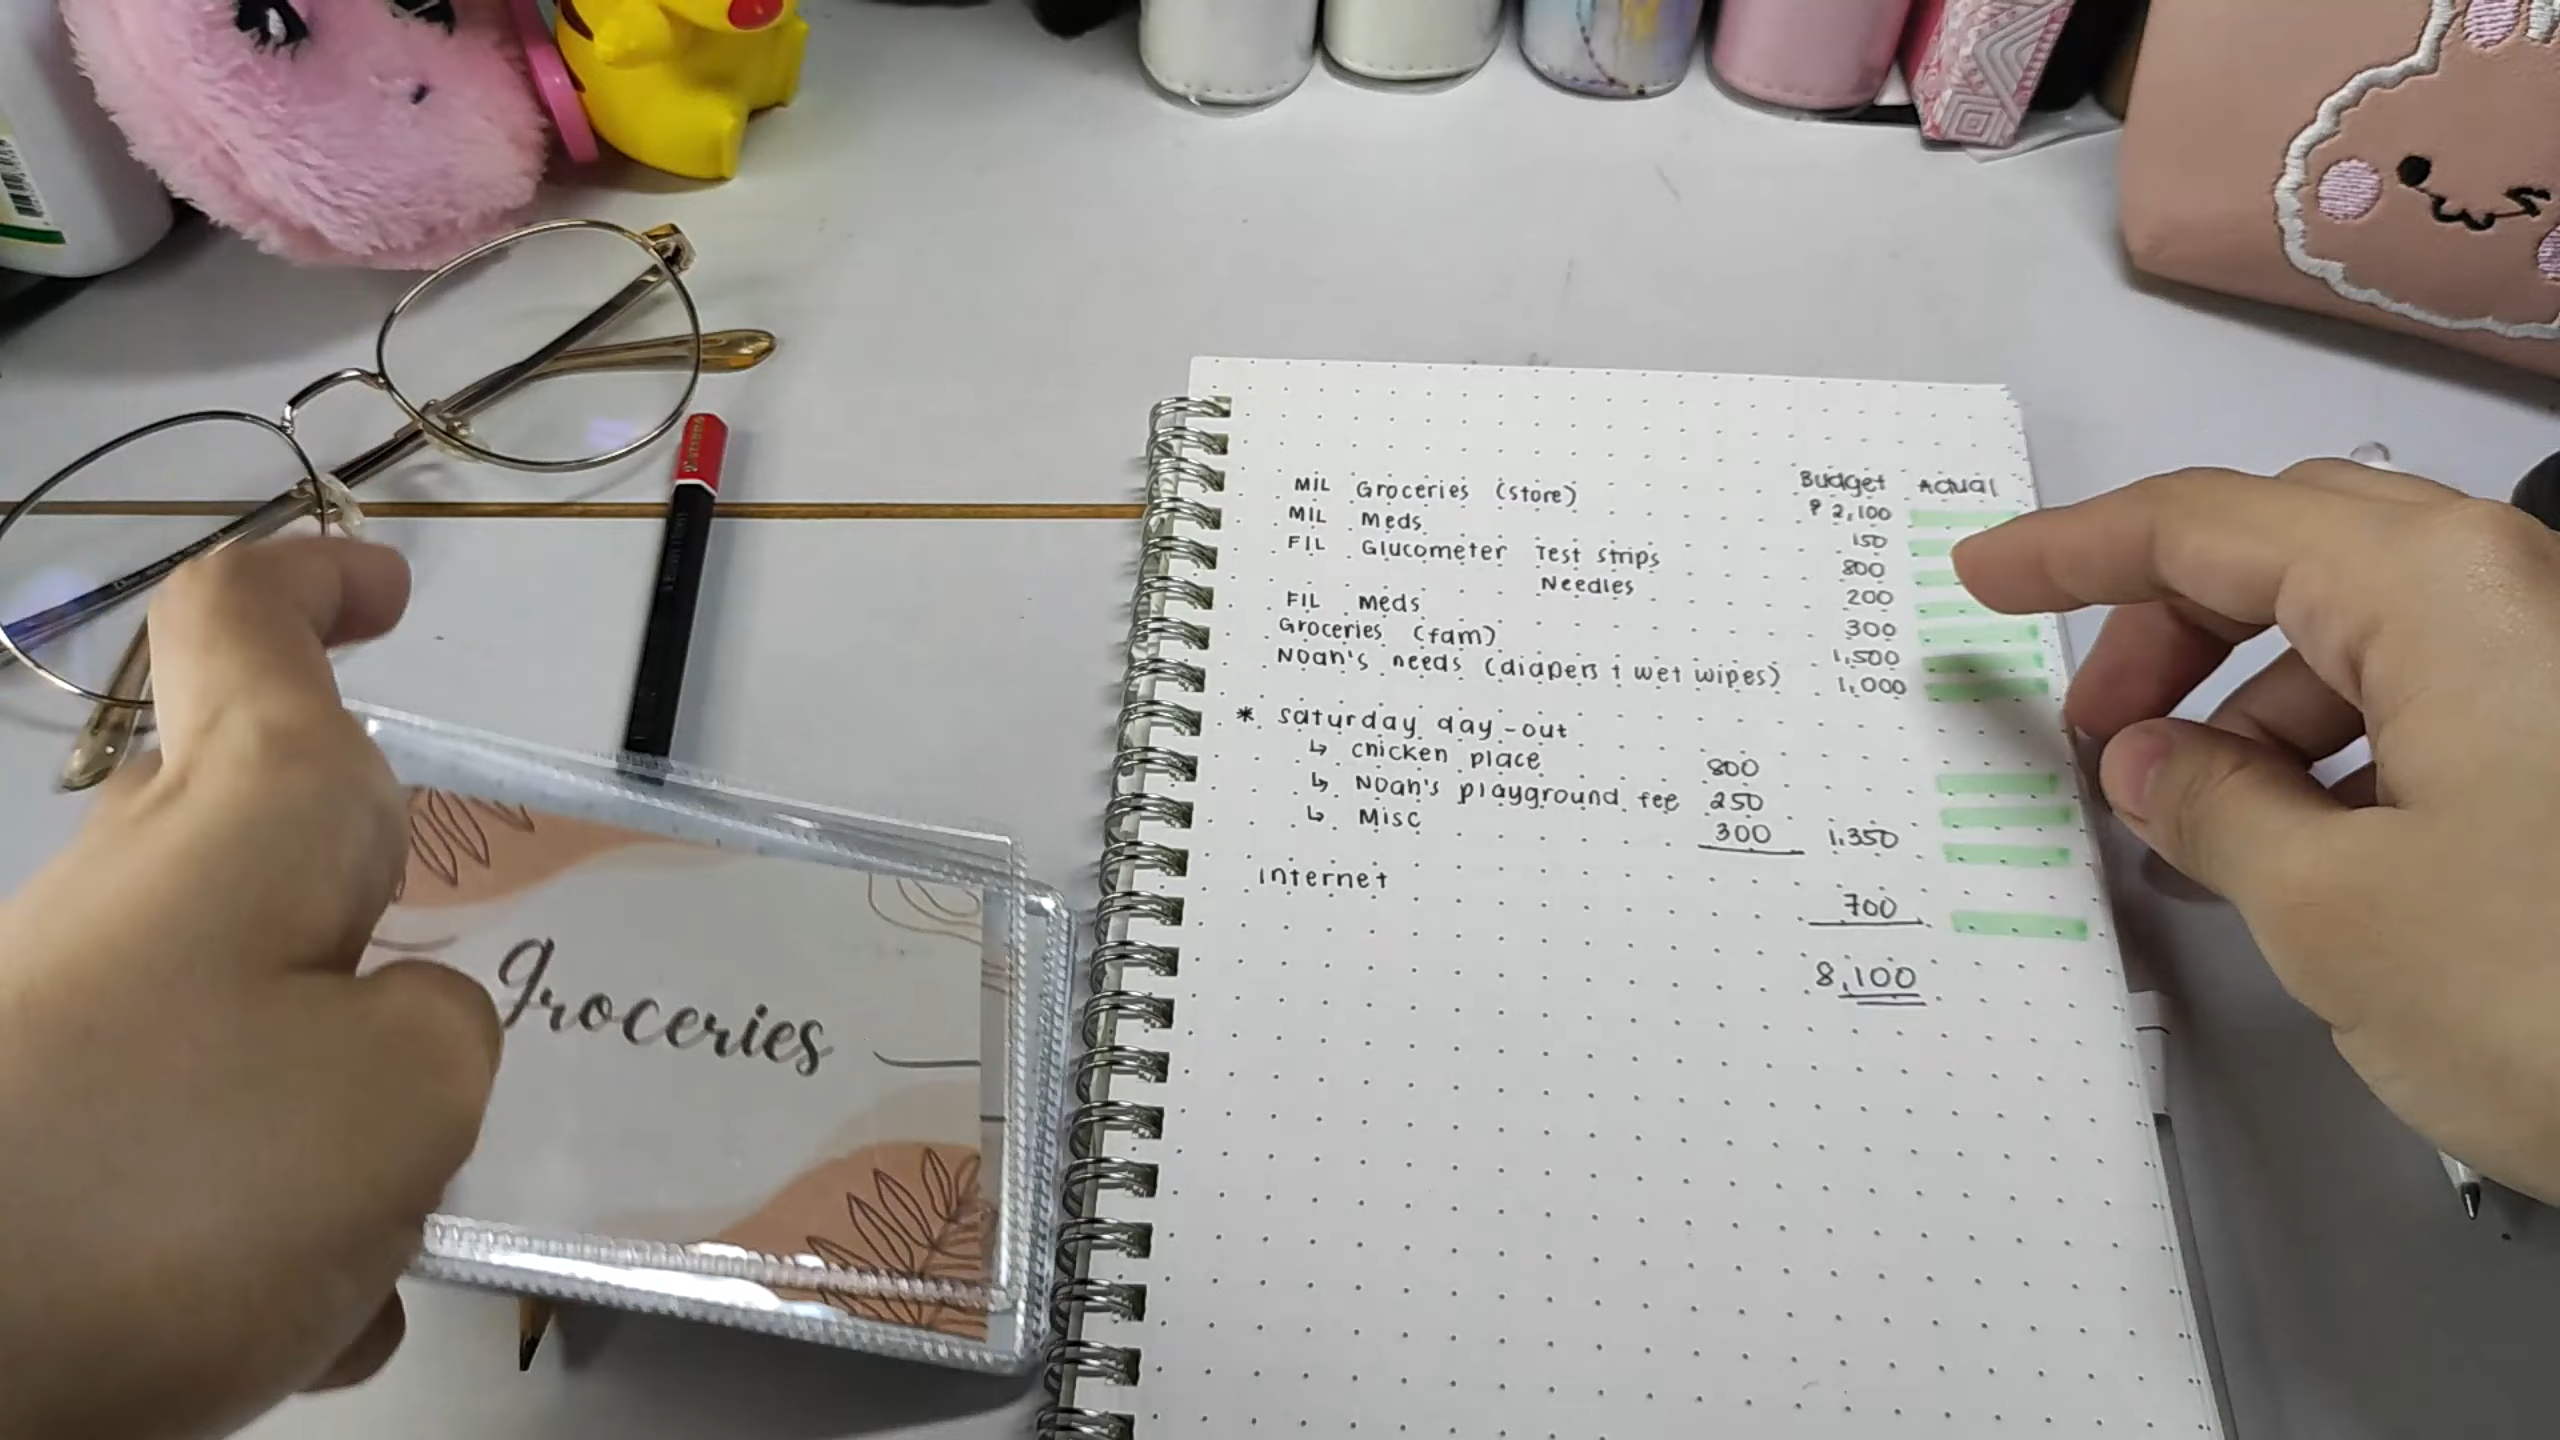 Budget Actual
MIL Groceries (store) ₱ 2,100
MIL Meds 150
FIL Glucometer Test Strips 800
Needles 200
FIL Meds 300
Groceries (fam) 1,500
Noah's needs (diapers + wet wipes) 1,000
* Saturday day-out
↳ chicken place 800
↳ Noah's playground fee 250
↳ Misc 300 1,350
Internet 700
8,100
Groceries